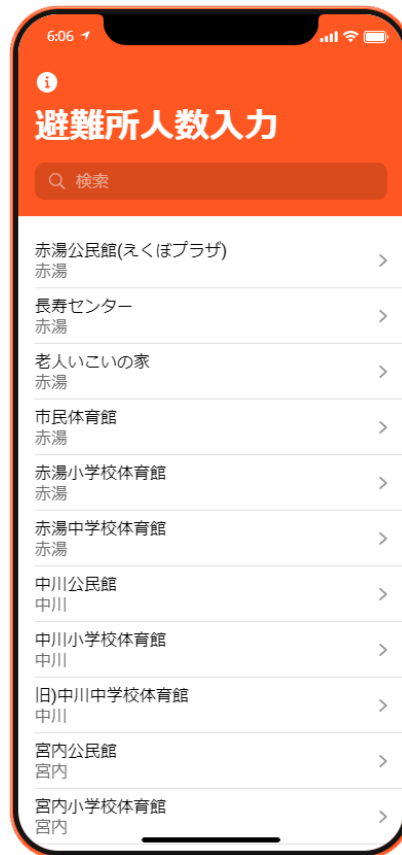 6:06
避難所人数入力
検索
赤湯公民館(えくぼプラザ)
赤湯
長寿センター
赤湯
老人いこいの家
赤湯
市民体育館
赤湯
赤湯小学校体育館
赤湯
赤湯中学校体育館
赤湯
中川公民館
中川
中川小学校体育館
中川
旧)中川中学校体育館
中川
宮内公民館
宮内
宮内小学校体育館
宮内